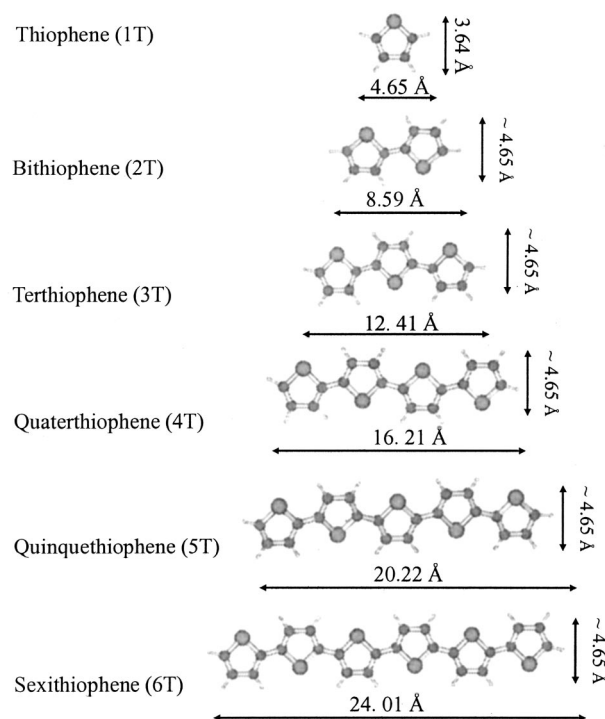 Thiophene (1T)
3.64 Å
4.65 Å
Bithiophene (2T)
~ 4.65 Å
8.59 Å
Terthiophene (3T)
~ 4.65 Å
12. 41 Å
Quaterthiophene (4T)
~ 4.65 Å
16. 21 Å
Quinquethiophene (5T)
~ 4.65 Å
20.22 Å
Sexithiophene (6T)
~ 4.65 Å
24. 01 Å